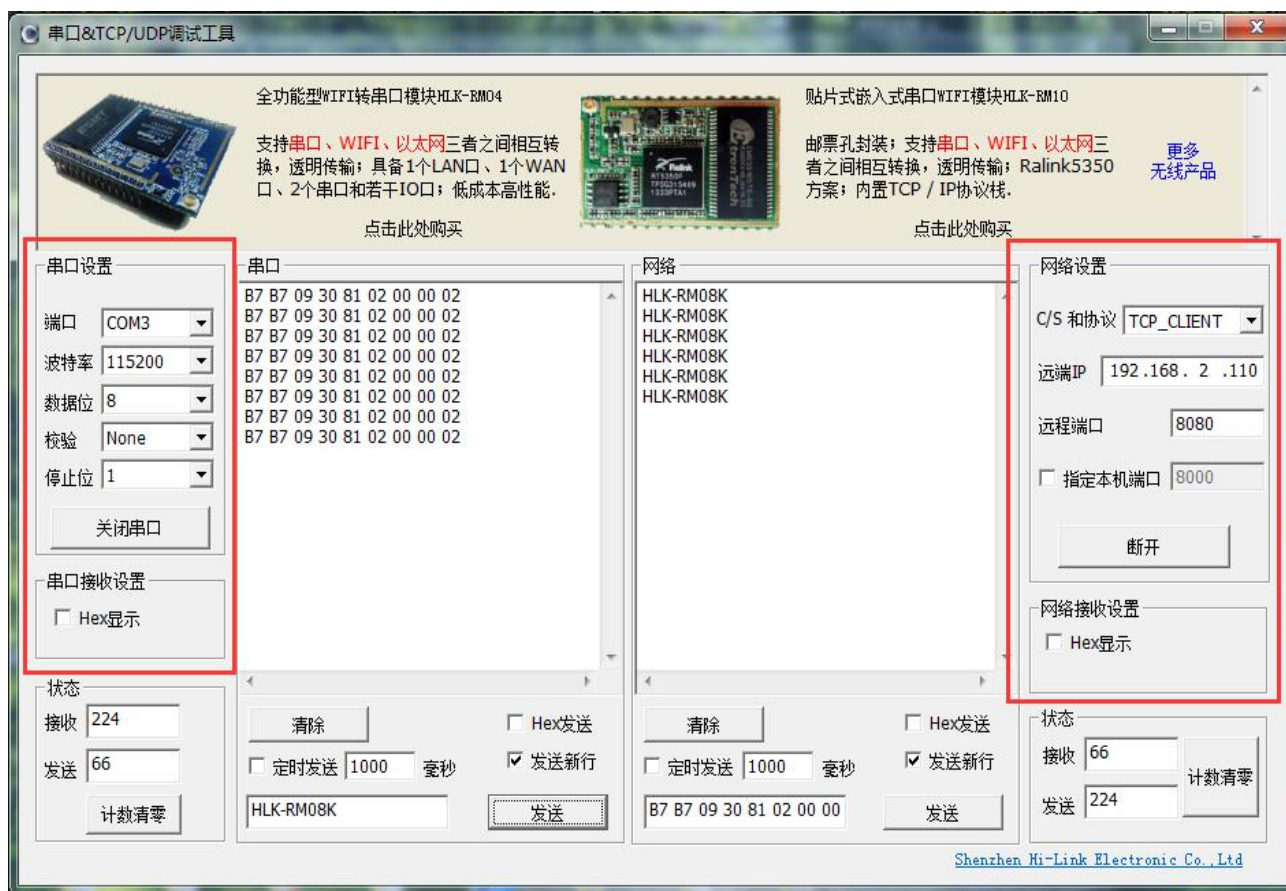 串口&TCP/UDP调试工具
全功能型WIFI转串口模块HLK-RM04
支持串口、WIFI、以太网三者之间相互转
换，透明传输；具备1个LAN口、1个WAN
口、2个串口和若干IO口；低成本高性能.
点击此处购买
Ralink
RT5350F
贴片式嵌入式串口WIFI模块HLK-RM10
邮票孔封装；支持串口、WIFI、以太网三
者之间相互转换，透明传输；Ralink5350
方案；内置TCP / IP协议栈.
点击此处购买
更多
无线产品
串口设置
端口 COM3
波特率 115200
数据位 8
校验 None
停止位 1
关闭串口
串口接收设置
Hex显示
状态
接收 224
发送 66
计数清零
串口
B7 B7 09 30 81 02 00 00 02
B7 B7 09 30 81 02 00 00 02
B7 B7 09 30 81 02 00 00 02
B7 B7 09 30 81 02 00 00 02
B7 B7 09 30 81 02 00 00 02
B7 B7 09 30 81 02 00 00 02
B7 B7 09 30 81 02 00 00 02
B7 B7 09 30 81 02 00 00 02
清除
Hex发送
定时发送 1000 毫秒
发送新行
HLK-RM08K
发送
网络
HLK-RM08K
HLK-RM08K
HLK-RM08K
HLK-RM08K
HLK-RM08K
HLK-RM08K
清除
Hex发送
定时发送 1000 毫秒
发送新行
B7 B7 09 30 81 02 00 00
发送
网络设置
C/S 和协议 TCP_CLIENT
远端IP 192.168. 2 .110
远程端口 8080
指定本机端口 8000
断开
网络接收设置
Hex显示
状态
接收 66
发送 224
计数清零
Shenzhen Hi-Link Electronic Co.,Ltd